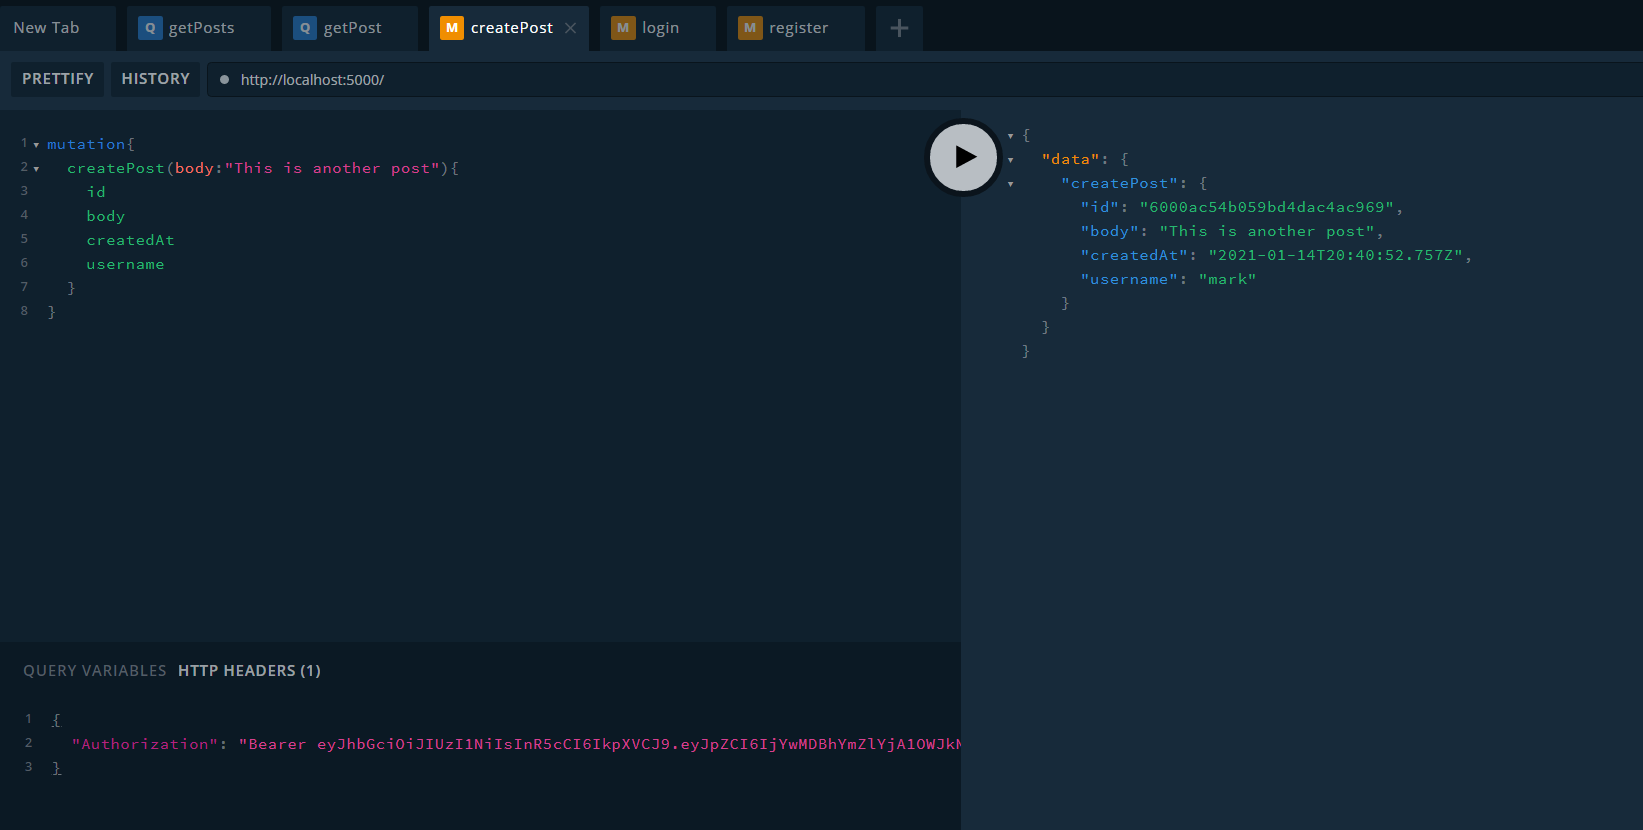 New Tab Q getPosts Q getPost M createPost M login M register
PRETTIFY HISTORY http://localhost:5000/
1 mutation{
2 createPost(body:"This is another post"){
3 id
4 body
5 createdAt
6 username
7 }
8 }
{
"data": {
"createPost": {
"id": "6000ac54b059bd4dac4ac969",
"body": "This is another post",
"createdAt": "2021-01-14T20:40:52.757Z",
"username": "mark"
}
}
}
QUERY VARIABLES HTTP HEADERS (1)
1 {
2 "Authorization": "Bearer eyJhbGciOiJIUzI1NiIsInR5cCI6IkpXVCJ9.eyJpZCI6IjYwMDBhYmZlYjA1OWJkN
3 }